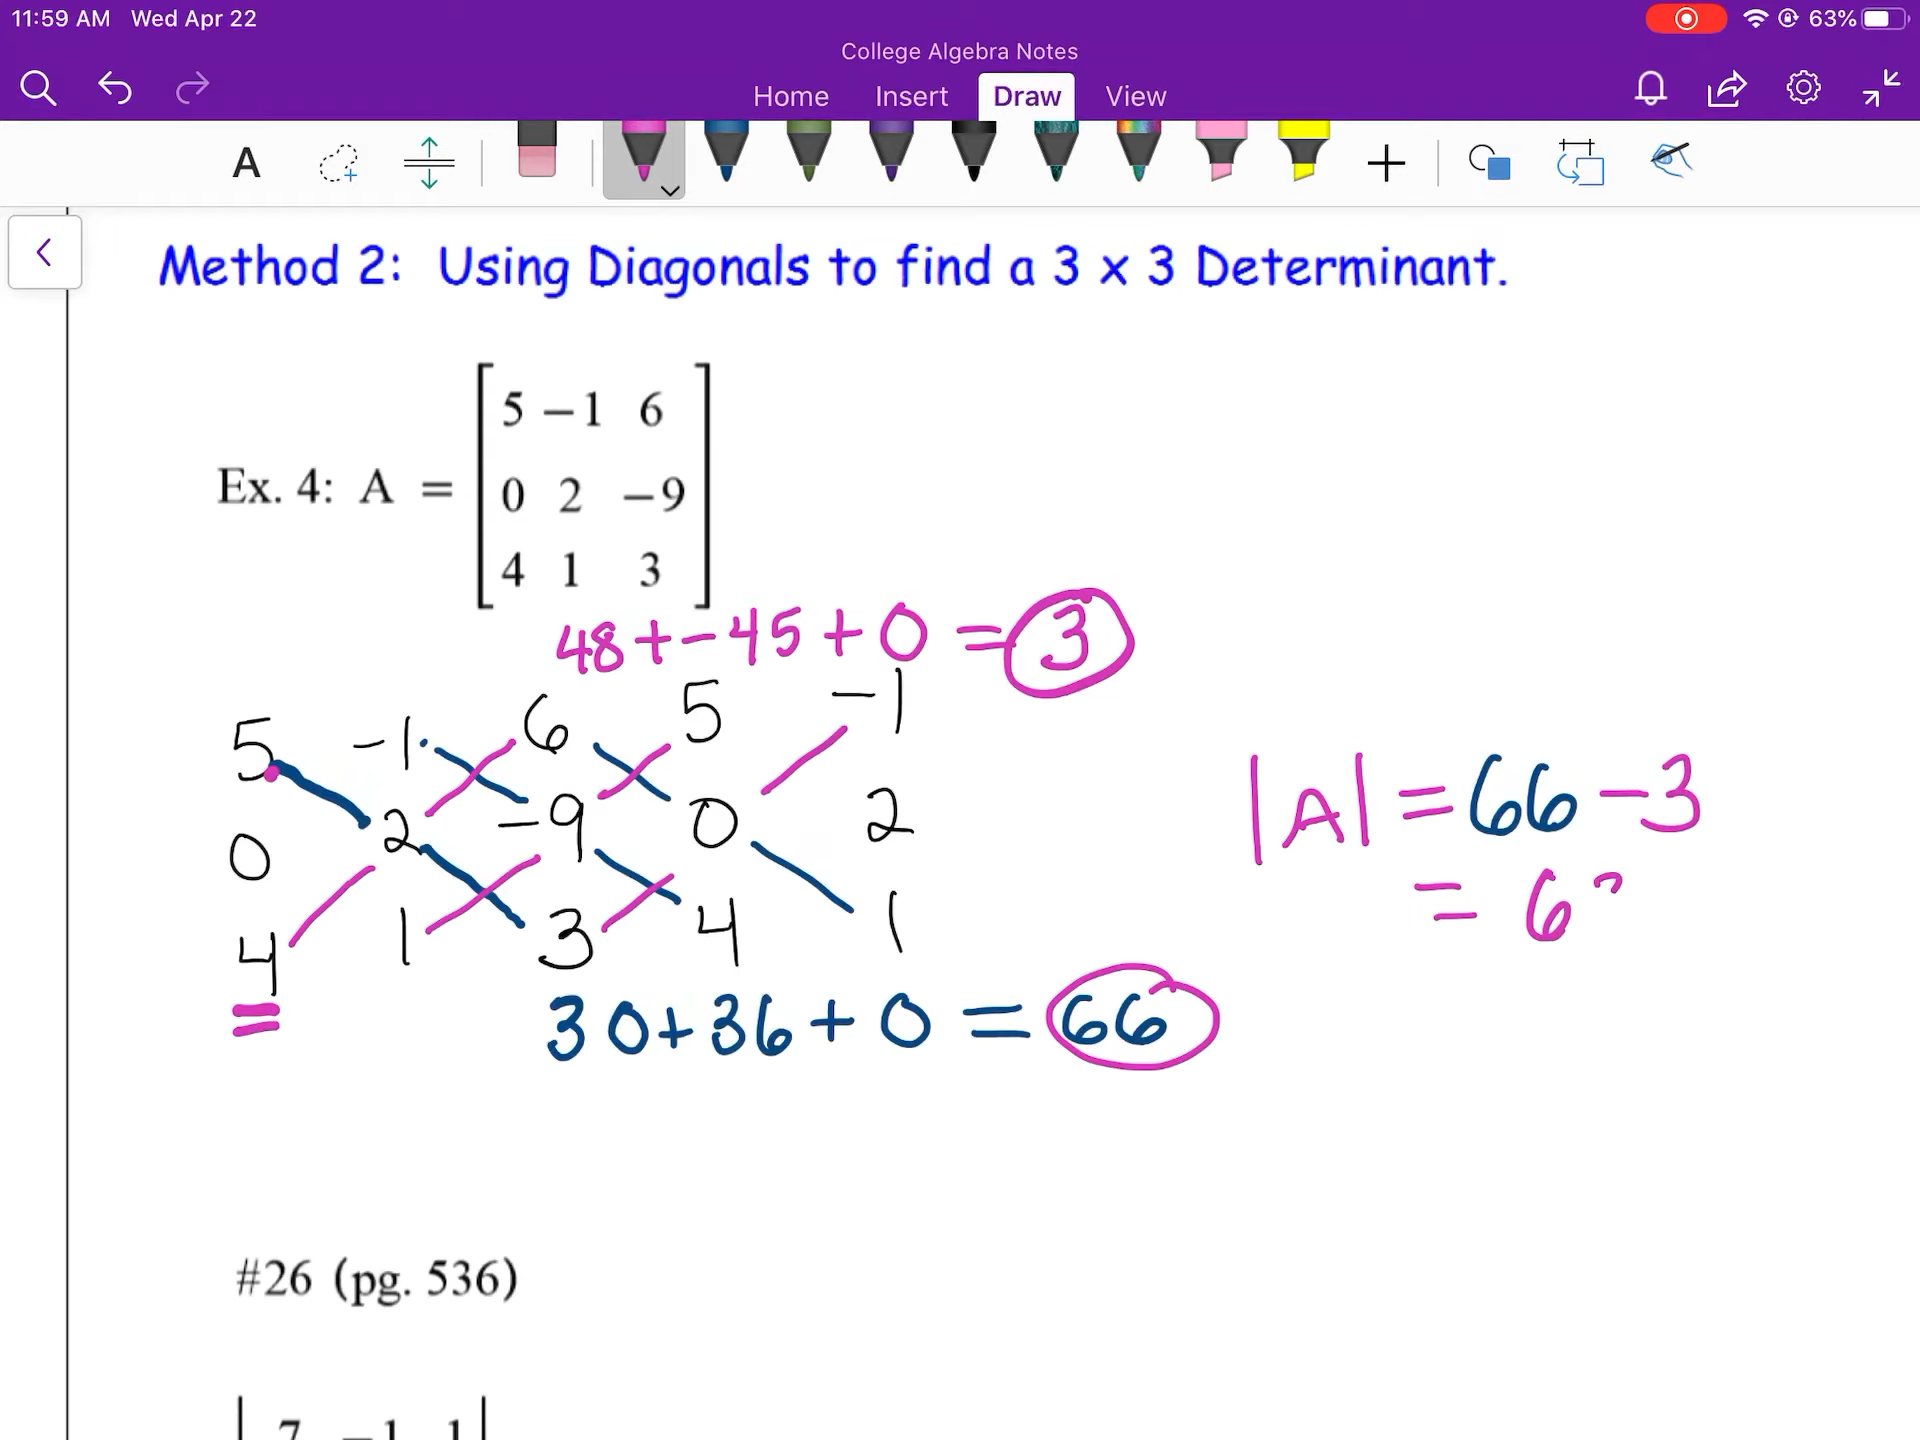 11:59 AM Wed Apr 22
63%
College Algebra Notes
Home Insert Draw View
A
Method 2: Using Diagonals to find a 3 x 3 Determinant.
Ex. 4: A =
5 −1 6
0 2 −9
4 1 3
48 + −45 + 0 = 3
5 −1 6 5 −1
0 2 −9 0 2
4 1 3 4 1
=
30 + 36 + 0 = 66
|A| = 66 − 3
= 6
#26 (pg. 536)
7 −1 1